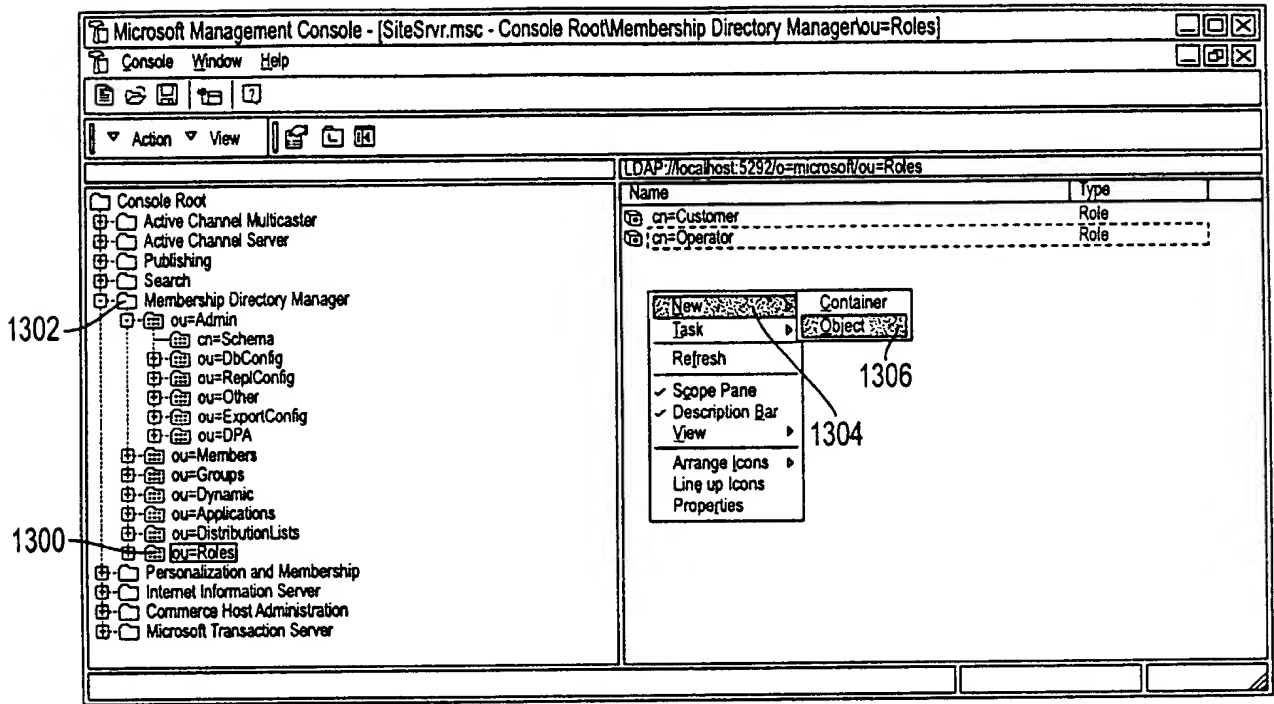 Microsoft Management Console - [SiteSrvr.msc - Console Root\Membership Directory Manager\ou=Roles]
Console Window Help
Action View
LDAP://localhost:5292/o=microsoft/ou=Roles
Name Type
Console Root
Active Channel Multicaster
Active Channel Server
Publishing
Search
Membership Directory Manager
ou=Admin
cn=Schema
ou=DbConfig
ou=ReplConfig
ou=Other
ou=ExportConfig
ou=DPA
ou=Members
ou=Groups
ou=Dynamic
ou=Applications
ou=DistributionLists
ou=Roles
Personalization and Membership
Internet Information Server
Commerce Host Administration
Microsoft Transaction Server
cn=Customer Role
cn=Operator Role
New
Task
Refresh
Scope Pane
Description Bar
View
Arrange Icons
Line up Icons
Properties
Container
Object
1302
1300
1304
1306